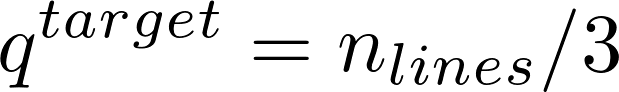 q^{target} = n_{lines}/3